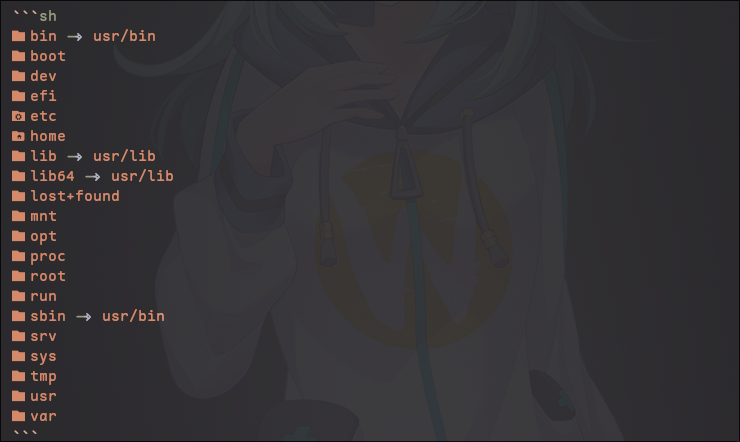 ```sh
bin → usr/bin
boot
dev
efi
etc
home
lib → usr/lib
lib64 → usr/lib
lost+found
mnt
opt
proc
root
run
sbin → usr/bin
srv
sys
tmp
usr
var
```